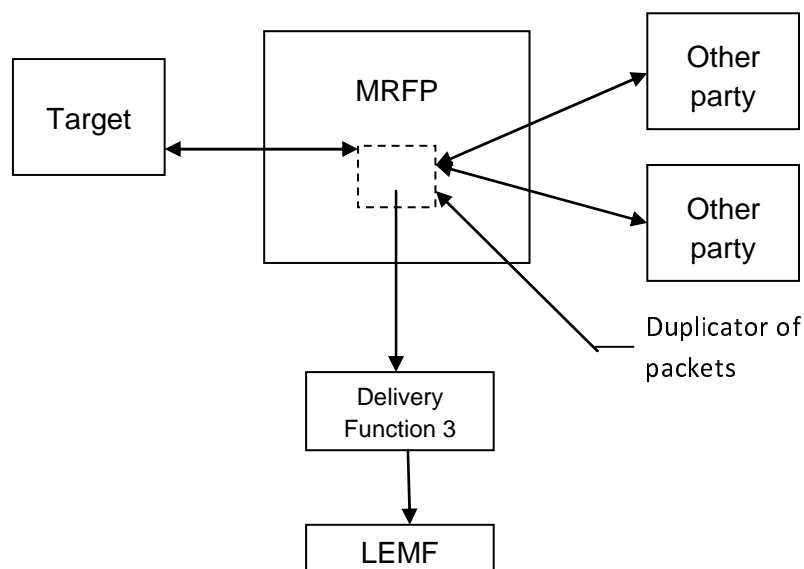 Target
MRFP
Other
party
Other
party
Duplicator of
packets
Delivery
Function 3
LEMF